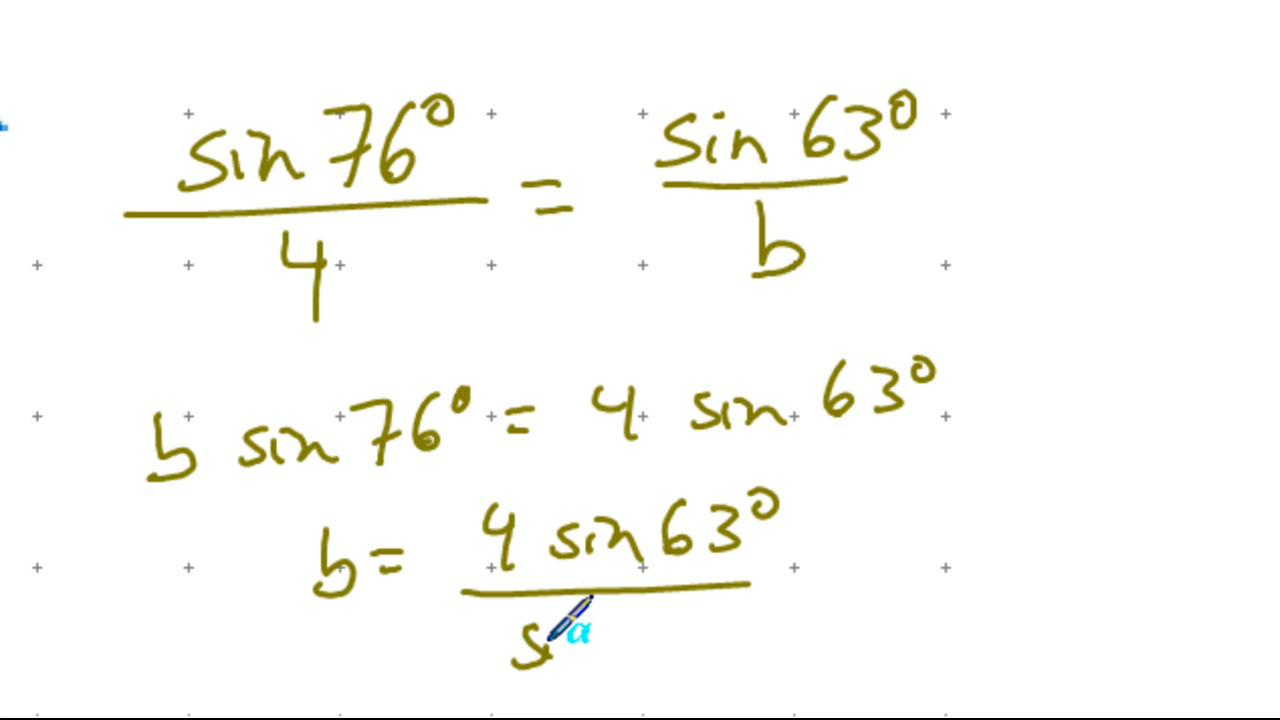 sin 76° / 4 = sin 63° / b
b sin 76° = 4 sin 63°
b = 4 sin 63° / s
a